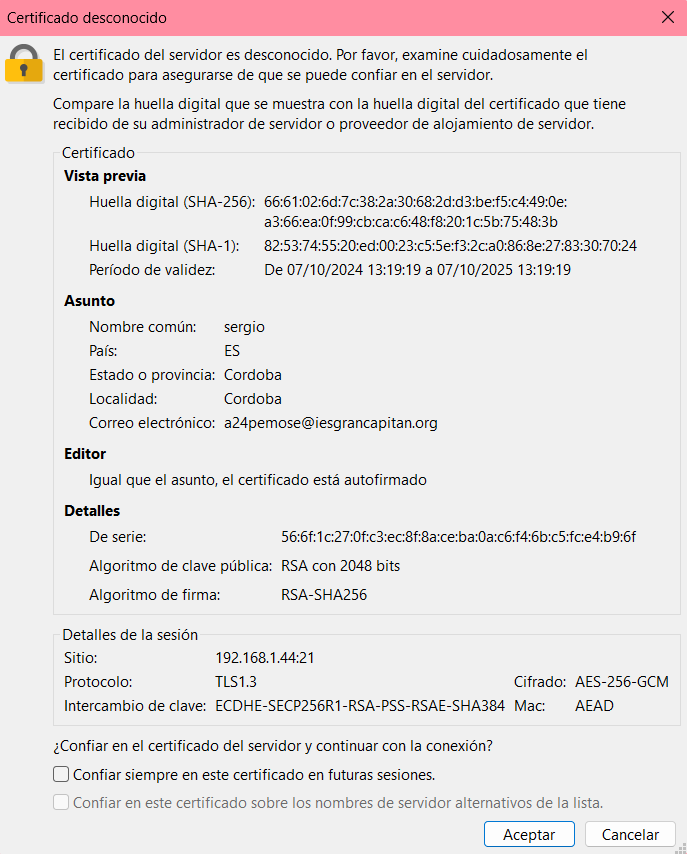 Certificado desconocido
El certificado del servidor es desconocido. Por favor, examine cuidadosamente el
certificado para asegurarse de que se puede confiar en el servidor.
Compare la huella digital que se muestra con la huella digital del certificado que tiene
recibido de su administrador de servidor o proveedor de alojamiento de servidor.
Certificado
Vista previa
Huella digital (SHA-256): 66:61:02:6d:7c:38:2a:30:68:2d:d3:be:f5:c4:49:0e:
a3:66:ea:0f:99:cb:ca:c6:48:f8:20:1c:5b:75:48:3b
Huella digital (SHA-1): 82:53:74:55:20:ed:00:23:c5:5e:f3:2c:a0:86:8e:27:83:30:70:24
Período de validez: De 07/10/2024 13:19:19 a 07/10/2025 13:19:19
Asunto
Nombre común: sergio
País: ES
Estado o provincia: Cordoba
Localidad: Cordoba
Correo electrónico: a24pemose@iesgrancapitan.org
Editor
Igual que el asunto, el certificado está autofirmado
Detalles
De serie: 56:6f:1c:27:0f:c3:ec:8f:8a:ce:ba:0a:c6:f4:6b:c5:fc:e4:b9:6f
Algoritmo de clave pública: RSA con 2048 bits
Algoritmo de firma: RSA-SHA256
Detalles de la sesión
Sitio: 192.168.1.44:21
Protocolo: TLS1.3 Cifrado: AES-256-GCM
Intercambio de clave: ECDHE-SECP256R1-RSA-PSS-RSAE-SHA384 Mac: AEAD
¿Confiar en el certificado del servidor y continuar con la conexión?
Confiar siempre en este certificado en futuras sesiones.
Confiar en este certificado sobre los nombres de servidor alternativos de la lista.
Aceptar Cancelar